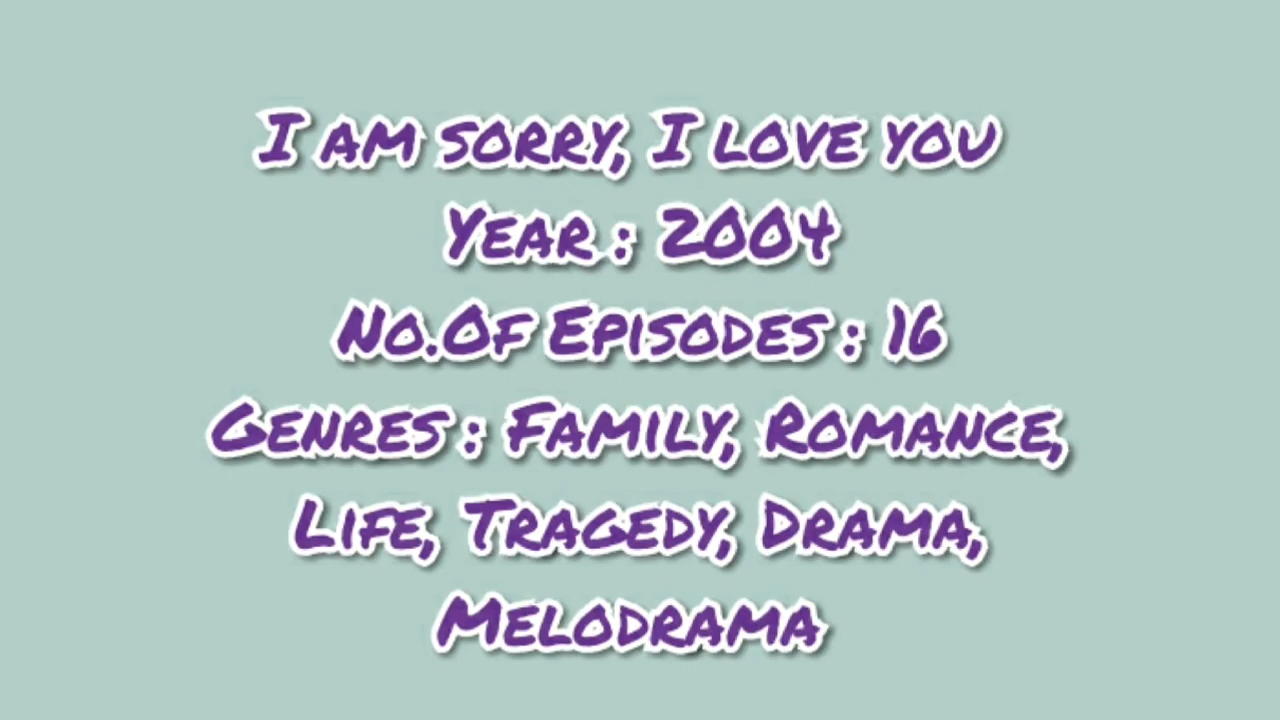 I am sorry, I love you
Year : 2004
No.Of Episodes : 16
Genres : Family, Romance,
Life, Tragedy, Drama,
Melodrama